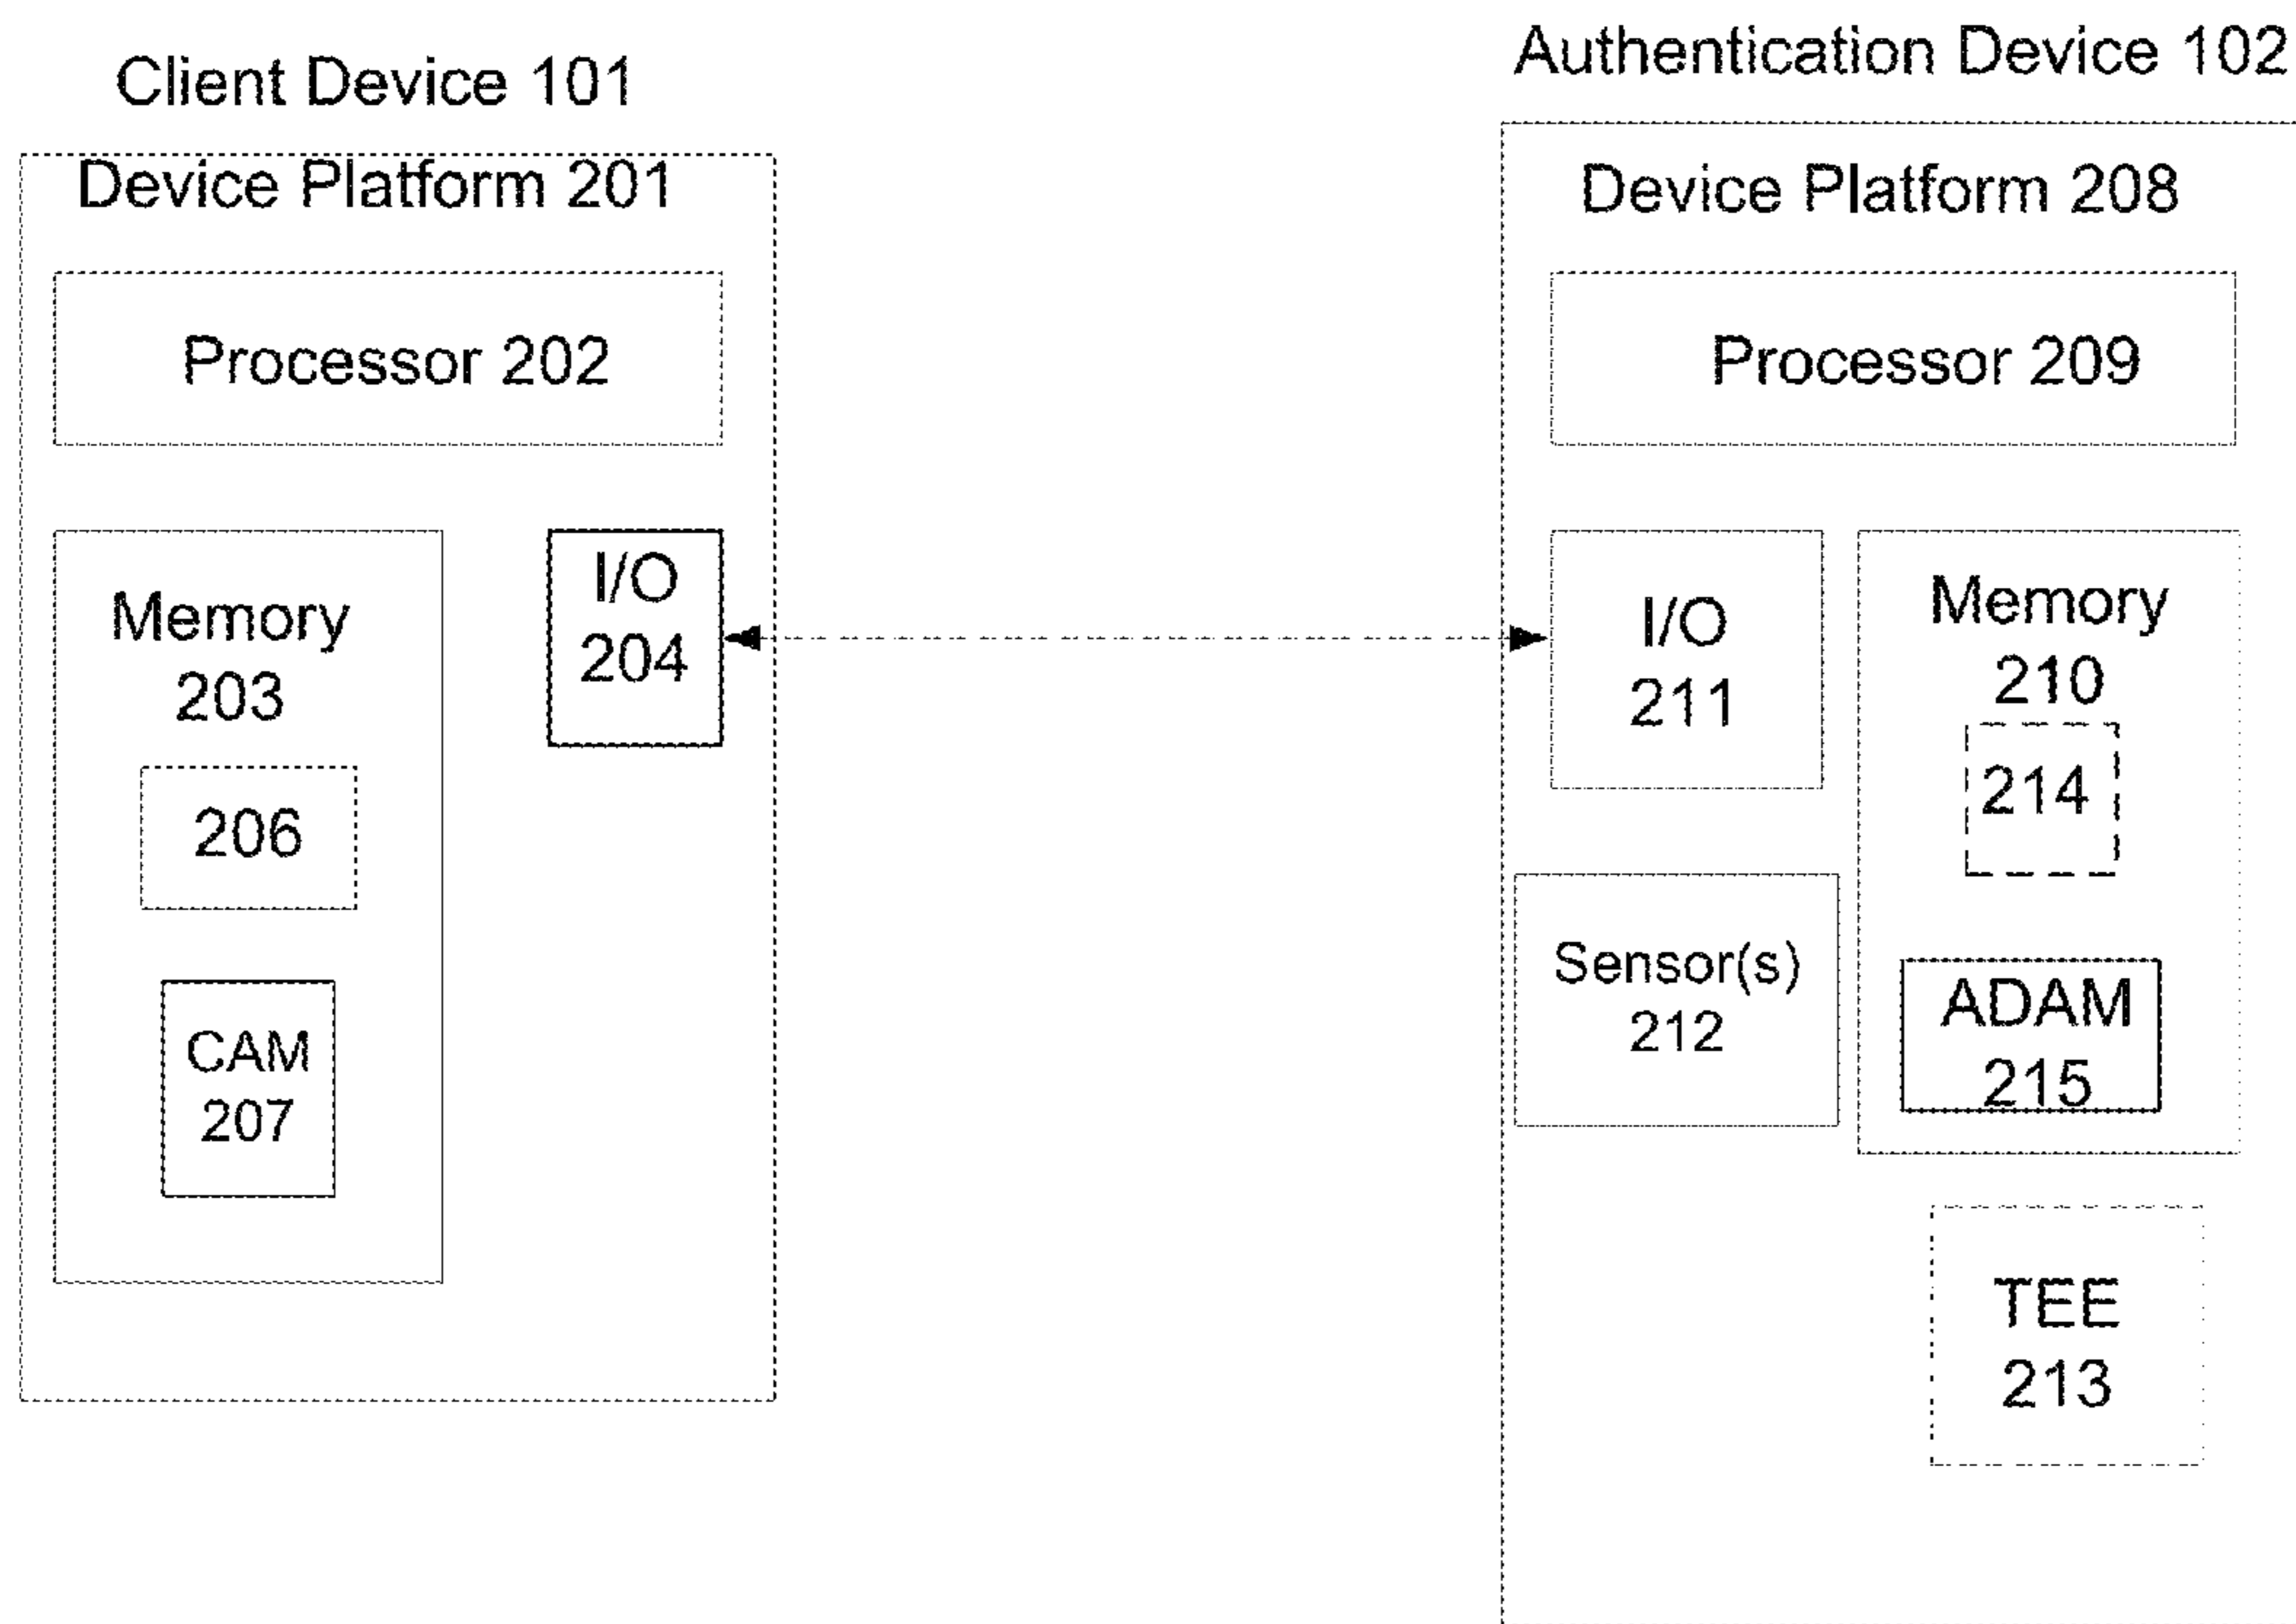 Client Device 101
Device Platform 201
Processor 202
Memory
203
206
CAM
207
I/O
204
Authentication Device 102
Device Platform 208
Processor 209
I/O
211
Memory
210
214
ADAM
215
Sensor(s)
212
TEE
213